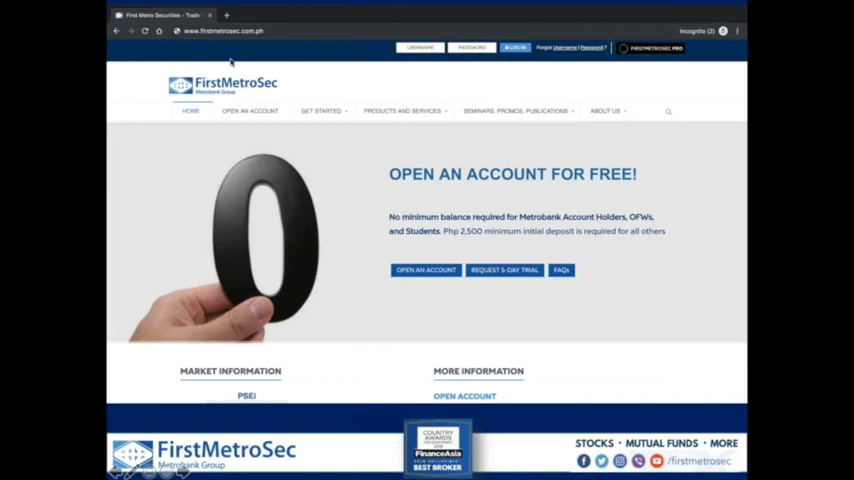 First Metro Securities - Trade
www.firstmetrosec.com.ph
Incognito (2)
USERNAME
PASSWORD
LOG IN
Forgot Username | Password ?
FIRSTMETROSEC PRO
FirstMetroSec
Metrobank Group
HOME
OPEN AN ACCOUNT
GET STARTED
PRODUCTS AND SERVICES
SEMINARS, PROMOS, PUBLICATIONS
ABOUT US
0
OPEN AN ACCOUNT FOR FREE!
No minimum balance required for Metrobank Account Holders, OFWs,
and Students. Php 2,500 minimum initial deposit is required for all others
OPEN AN ACCOUNT
REQUEST 5-DAY TRIAL
FAQs
MARKET INFORMATION
MORE INFORMATION
PSEi
OPEN ACCOUNT
FirstMetroSec
Metrobank Group
COUNTRY
AWARDS
FinanceAsia
BEST BROKER
STOCKS • MUTUAL FUNDS • MORE
/firstmetrosec